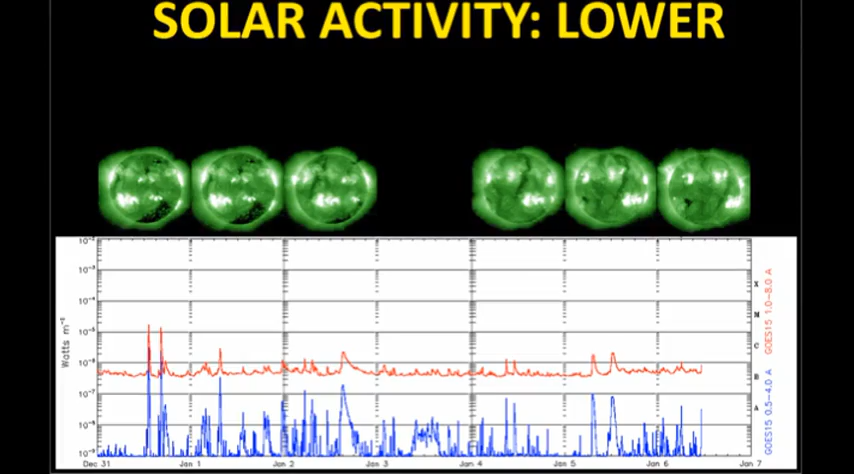 SOLAR ACTIVITY: LOWER
10⁻²
10⁻³
10⁻⁴
10⁻⁵
10⁻⁶
10⁻⁷
10⁻⁸
10⁻⁹
Watts m⁻²
X
M
C
B
A
GOES15 1.0-8.0 A
GOES15 0.5-4.0 A
Dec 31 Jan 1 Jan 2 Jan 3 Jan 4 Jan 5 Jan 6 Jan 7